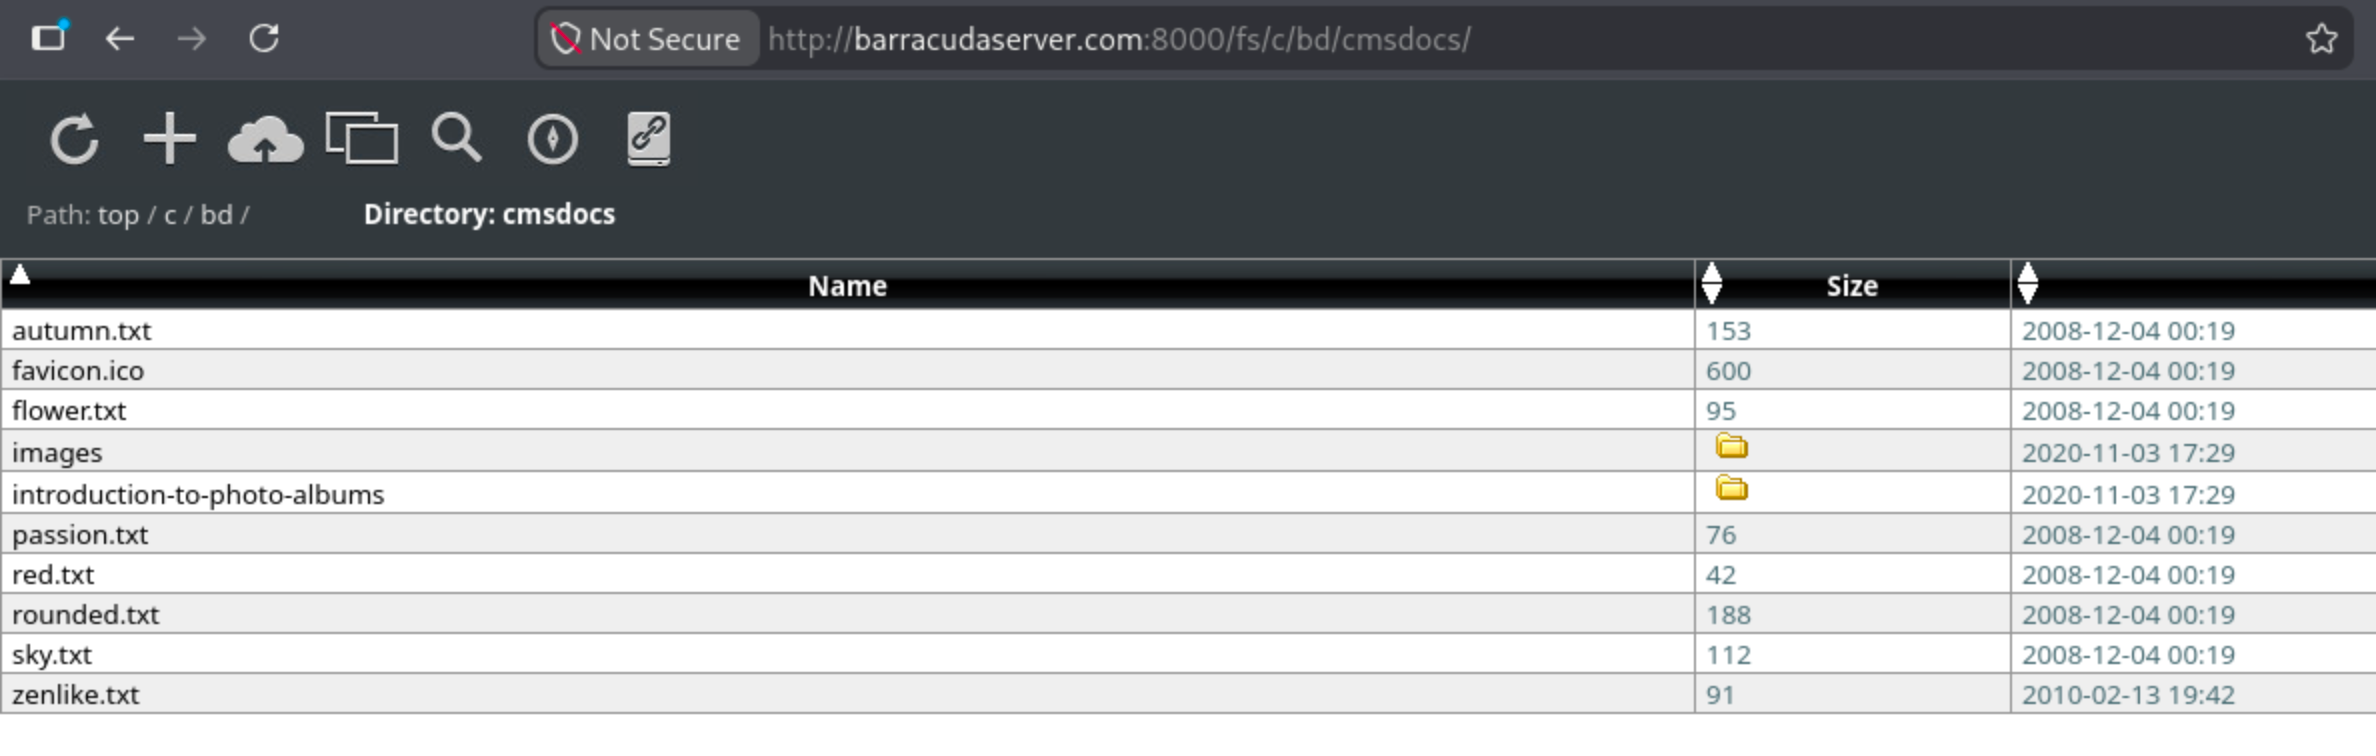 Not Secure http://barracudaserver.com:8000/fs/c/bd/cmsdocs/
Path: top / c / bd / Directory: cmsdocs
Name Size
autumn.txt 153 2008-12-04 00:19
favicon.ico 600 2008-12-04 00:19
flower.txt 95 2008-12-04 00:19
images 2020-11-03 17:29
introduction-to-photo-albums 2020-11-03 17:29
passion.txt 76 2008-12-04 00:19
red.txt 42 2008-12-04 00:19
rounded.txt 188 2008-12-04 00:19
sky.txt 112 2008-12-04 00:19
zenlike.txt 91 2010-02-13 19:42